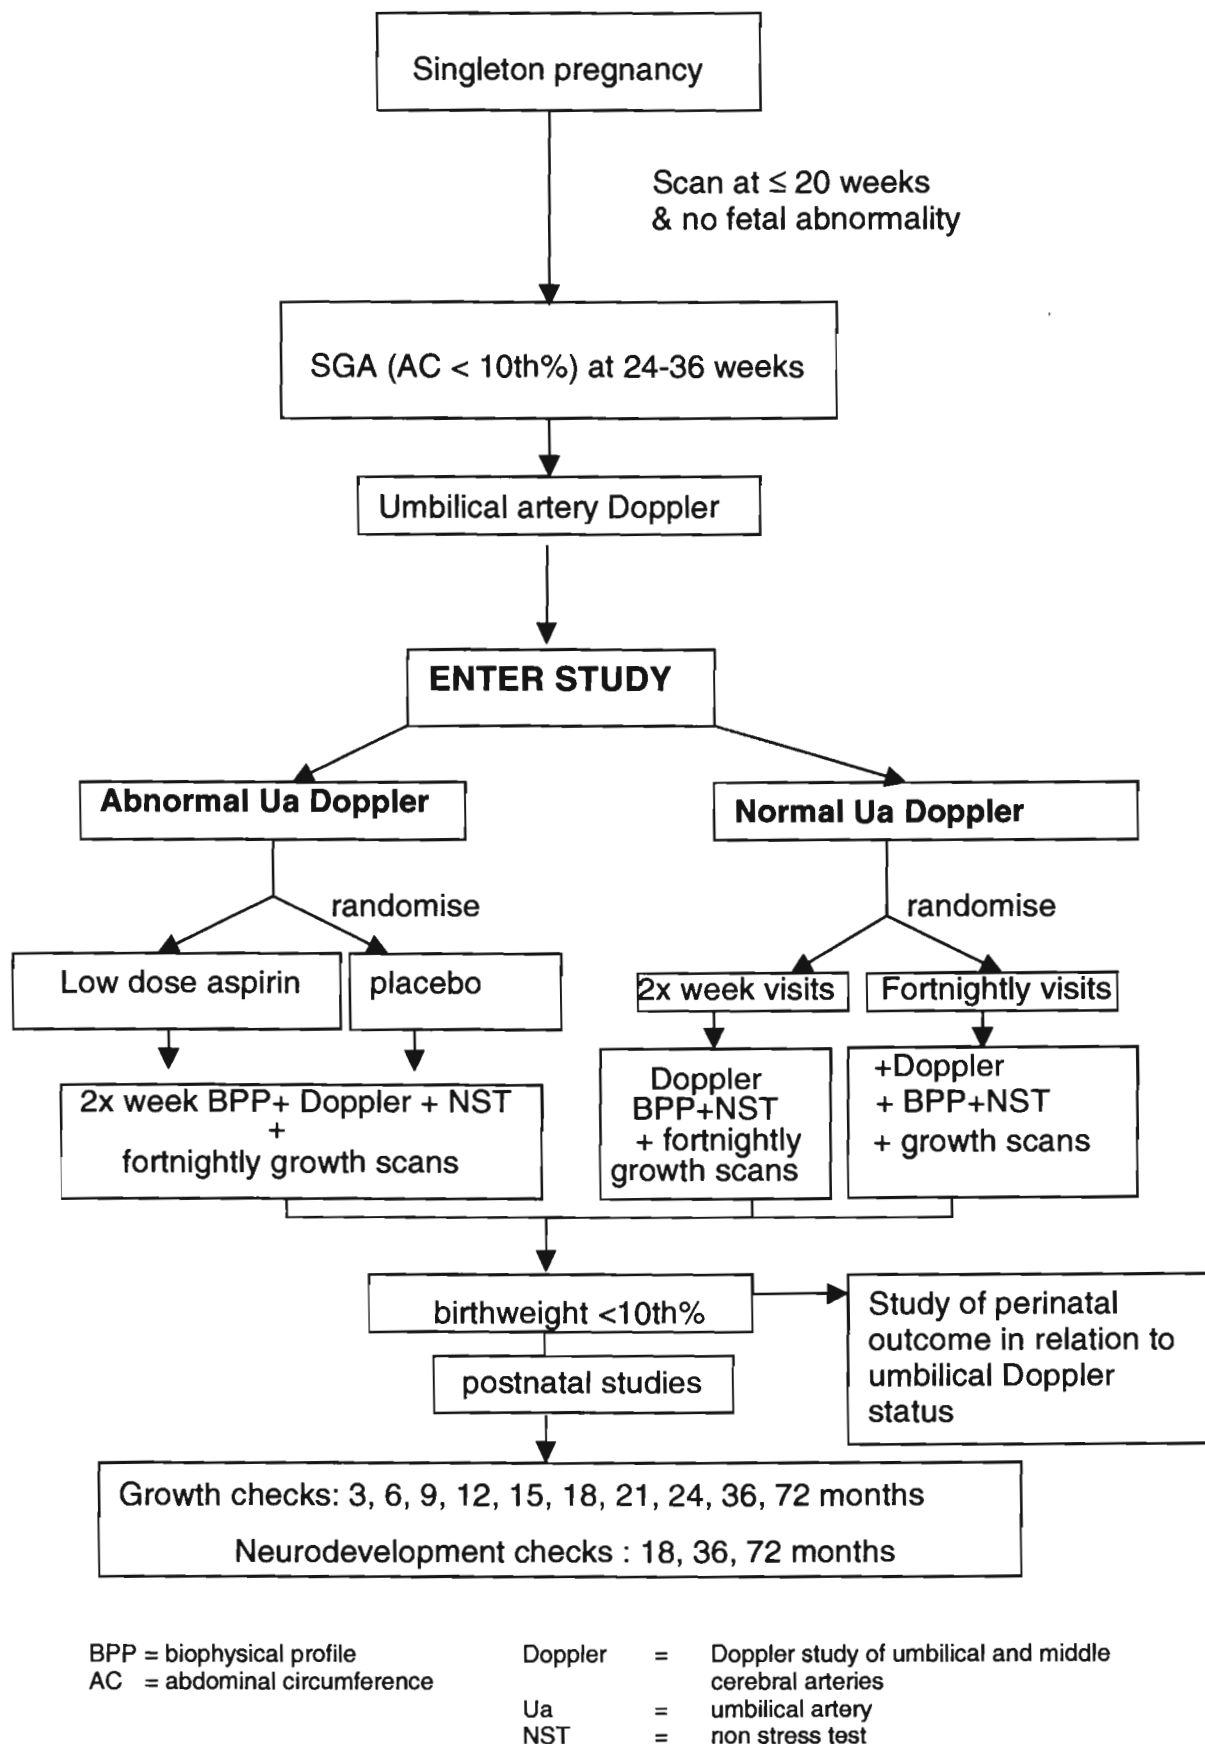 Singleton pregnancy
Scan at ≤ 20 weeks
& no fetal abnormality
SGA (AC < 10th%) at 24-36 weeks
Umbilical artery Doppler
ENTER STUDY
Abnormal Ua Doppler
Normal Ua Doppler
randomise
randomise
Low dose aspirin
placebo
2x week visits
Fortnightly visits
2x week BPP+ Doppler + NST
+
fortnightly growth scans
Doppler
BPP+NST
+ fortnightly
growth scans
+Doppler
+ BPP+NST
+ growth scans
birthweight <10th%
Study of perinatal
outcome in relation to
umbilical Doppler
status
postnatal studies
Growth checks: 3, 6, 9, 12, 15, 18, 21, 24, 36, 72 months
Neurodevelopment checks : 18, 36, 72 months
BPP = biophysical profile
AC = abdominal circumference
Doppler = Doppler study of umbilical and middle
cerebral arteries
Ua = umbilical artery
NST = non stress test